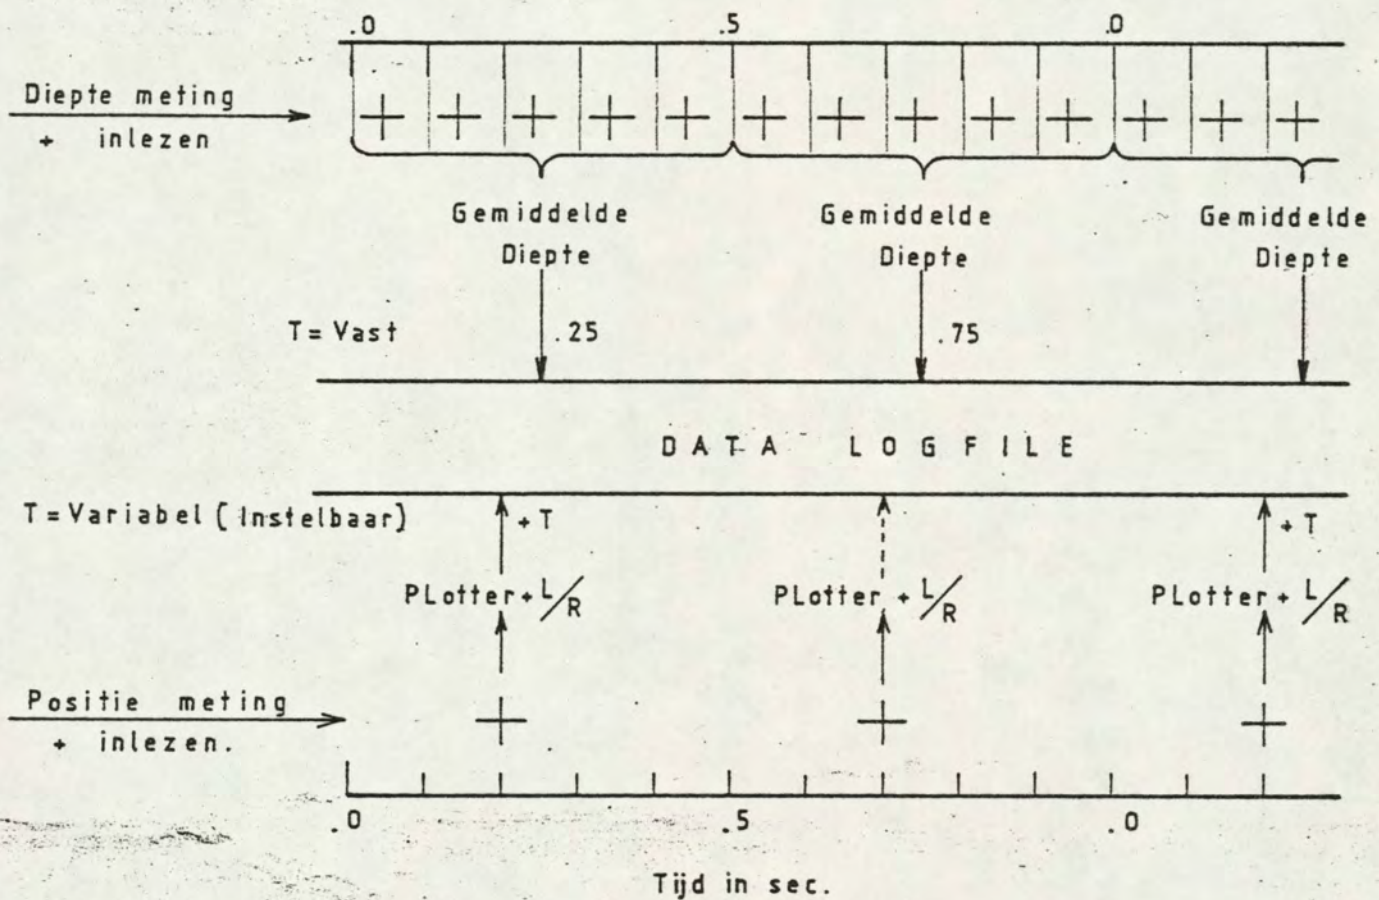 .0 .5 .0
Diepte meting
+ inlezen
Gemiddelde Diepte
Gemiddelde Diepte
Gemiddelde Diepte
T= Vast
.25
.75
DATA LOGFILE
T= Variabel (Instelbaar)
+ T
+ T
PLotter + L/R
PLotter + L/R
PLotter + L/R
Positie meting
+ inlezen.
.0 .5 .0
Tijd in sec.